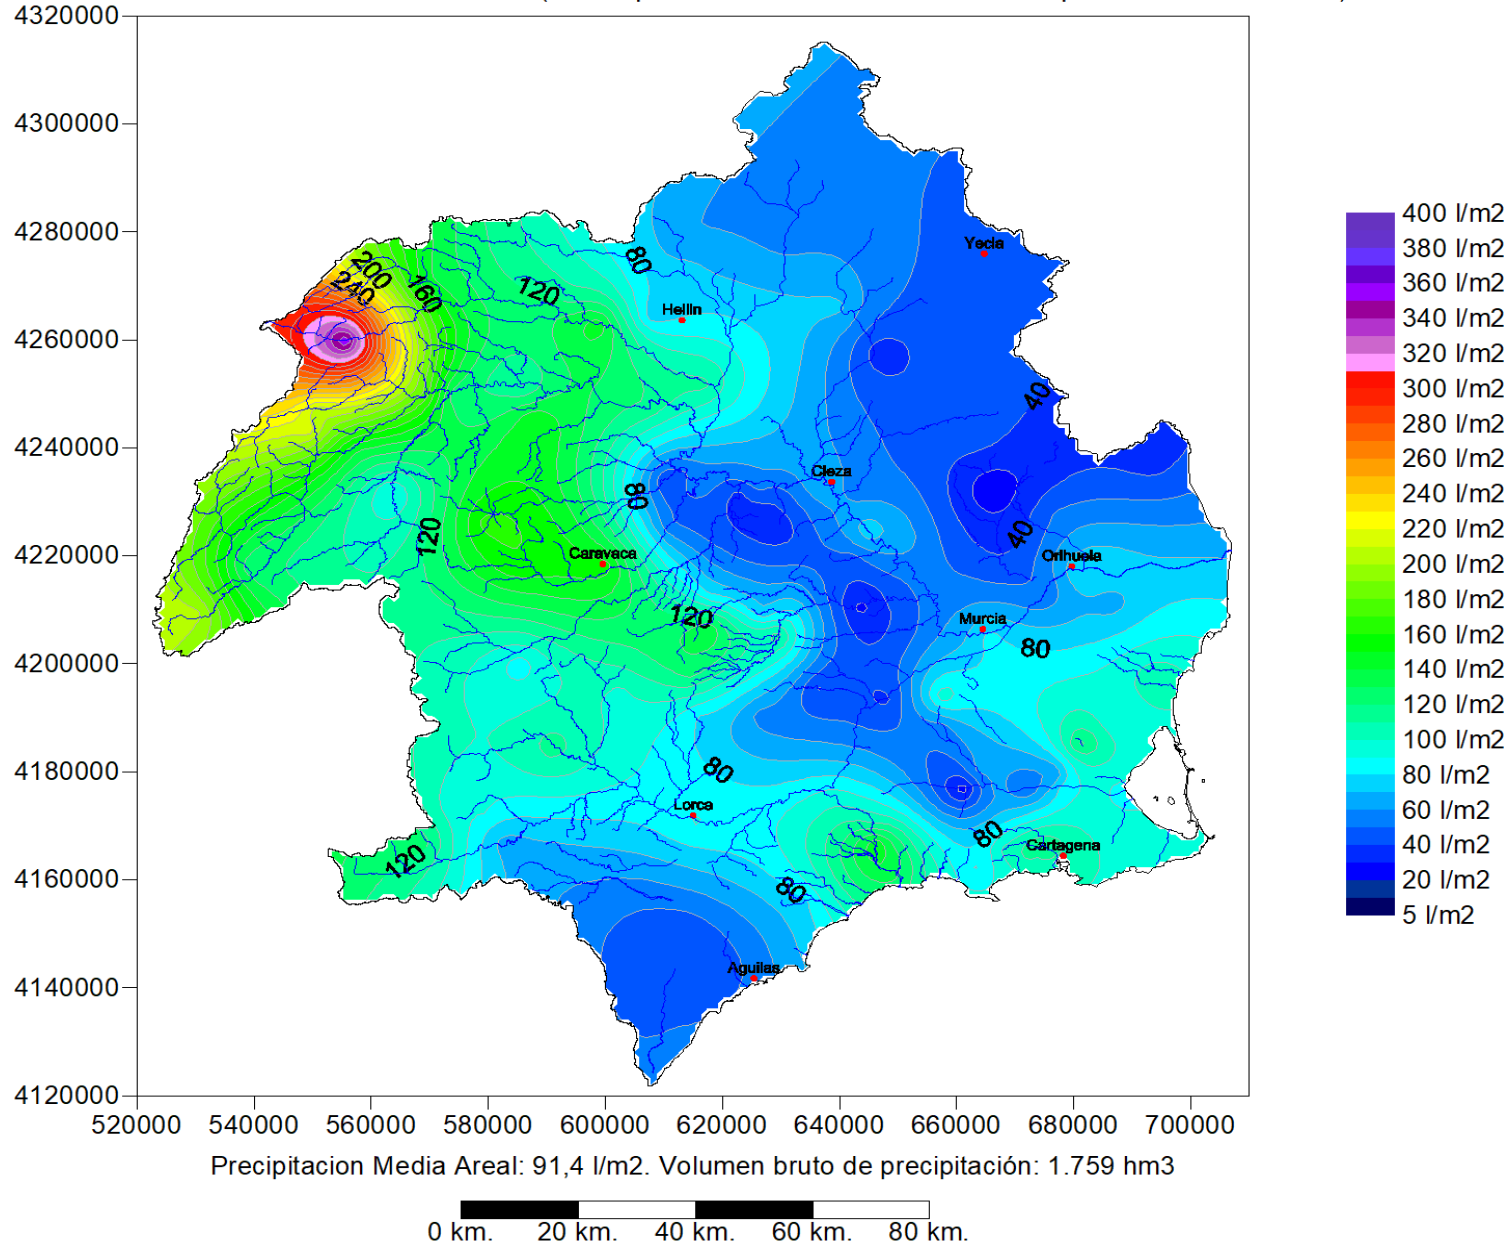 4320000
4300000
4280000
4260000
4240000
4220000
4200000
4180000
4160000
4140000
4120000
520000 540000 560000 580000 600000 620000 640000 660000 680000 700000
200
240
160
120
80
Hellin
Yecla
40
Cieza
80
120
Caravaca
40
Orihuela
120
Murcia
80
80
Lorca
120
80
80
Cartagena
Aguilas
400 l/m2
380 l/m2
360 l/m2
340 l/m2
320 l/m2
300 l/m2
280 l/m2
260 l/m2
240 l/m2
220 l/m2
200 l/m2
180 l/m2
160 l/m2
140 l/m2
120 l/m2
100 l/m2
80 l/m2
60 l/m2
40 l/m2
20 l/m2
5 l/m2
Precipitacion Media Areal: 91,4 l/m2. Volumen bruto de precipitación: 1.759 hm3
0 km. 20 km. 40 km. 60 km. 80 km.